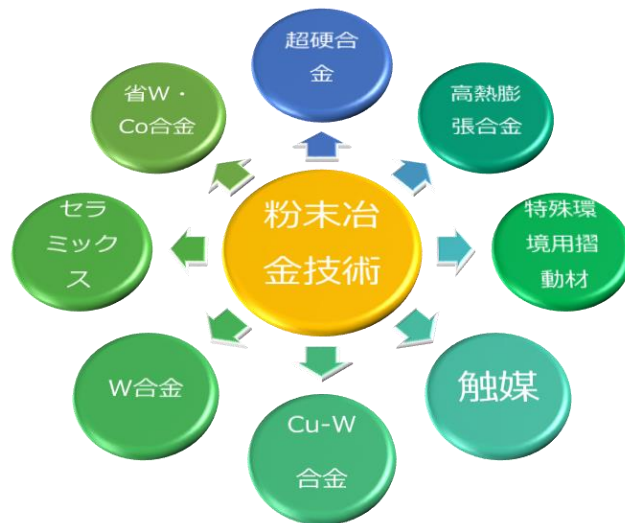 超硬合
金
省W・
Co合金
高熱膨
張合金
粉末冶
金技術
セラ
ミック
ス
特殊環
境用摺
動材
W合金
触媒
Cu-W
合金